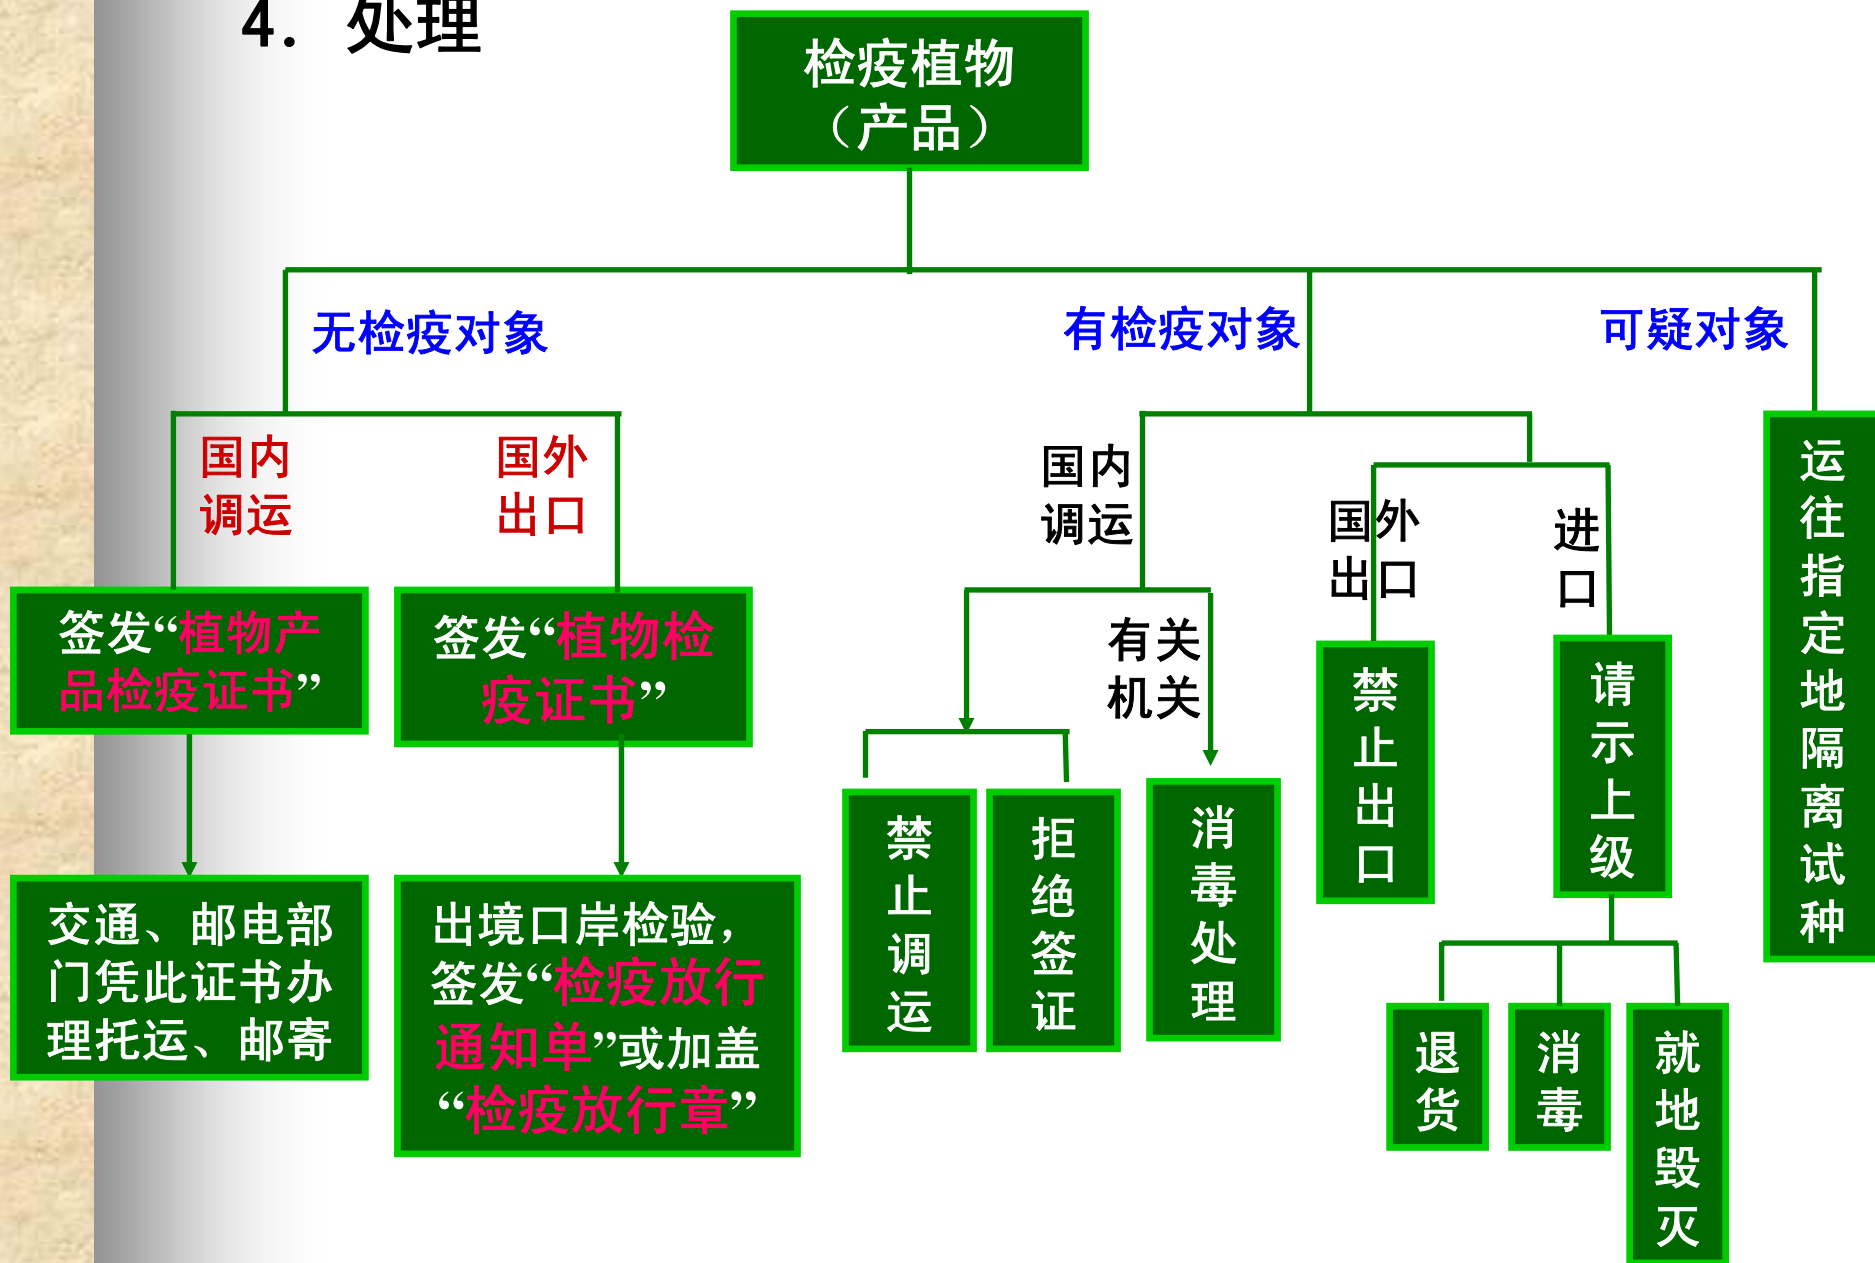 4. 处理
检疫植物
（产品）
无检疫对象
有检疫对象
可疑对象
国内
调运
国外
出口
国内
调运
国外
出口
进
口
有关
机关
签发“植物产
品检疫证书”
签发“植物检
疫证书”
交通、邮电部
门凭此证书办
理托运、邮寄
出境口岸检验，
签发“检疫放行
通知单”或加盖
“检疫放行章”
禁止调运
拒绝签证
消毒处理
禁止出口
请示上级
退货
消毒
就地毁灭
运往指定地隔离试种